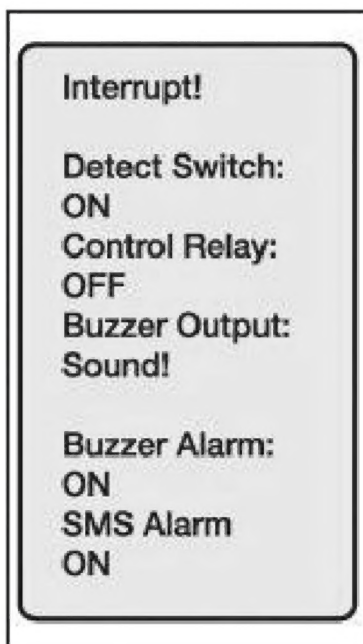 Interrupt!
Detect Switch:
ON
Control Relay:
OFF
Buzzer Output:
Sound!
Buzzer Alarm:
ON
SMS Alarm
ON